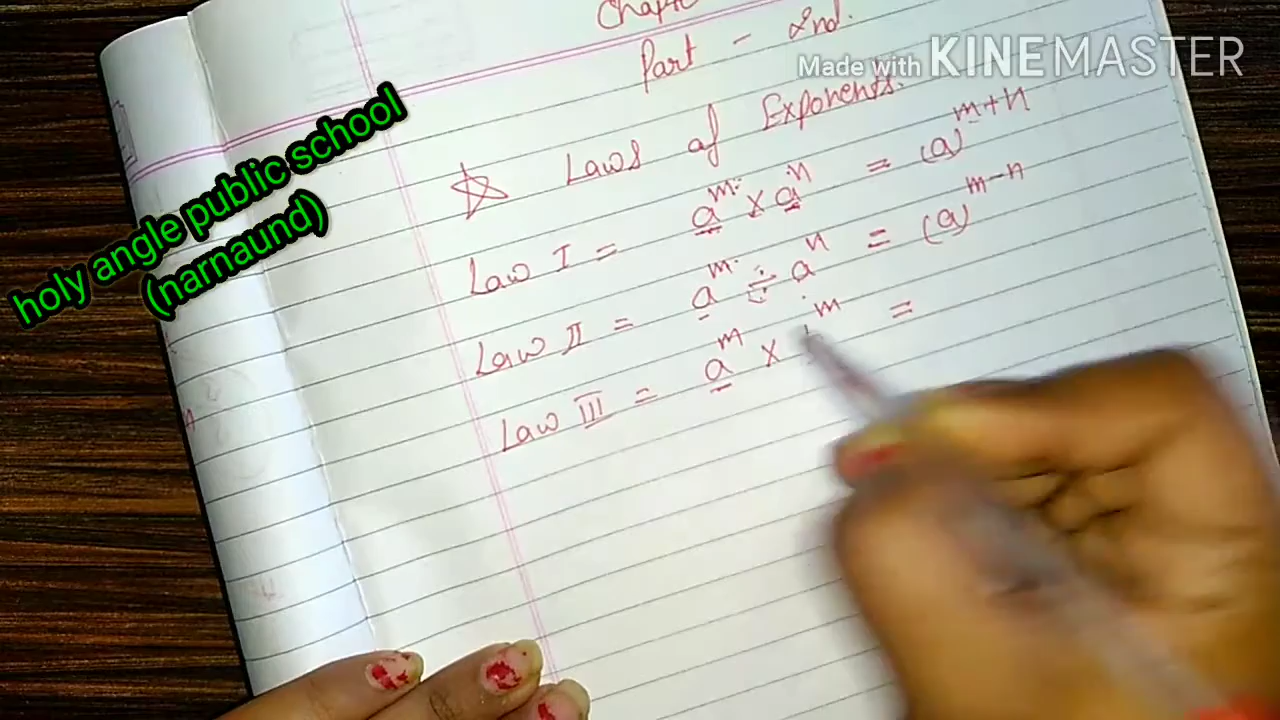 Part - 2nd.
Made with KINEMASTER
☆ Laws of Exponents.
Law I = a^m × a^n = (a)^m+n
Law II = a^m ÷ a^n = (a)^m-n
Law III = a^m × ^m =
holy angle public school
(narnaund)